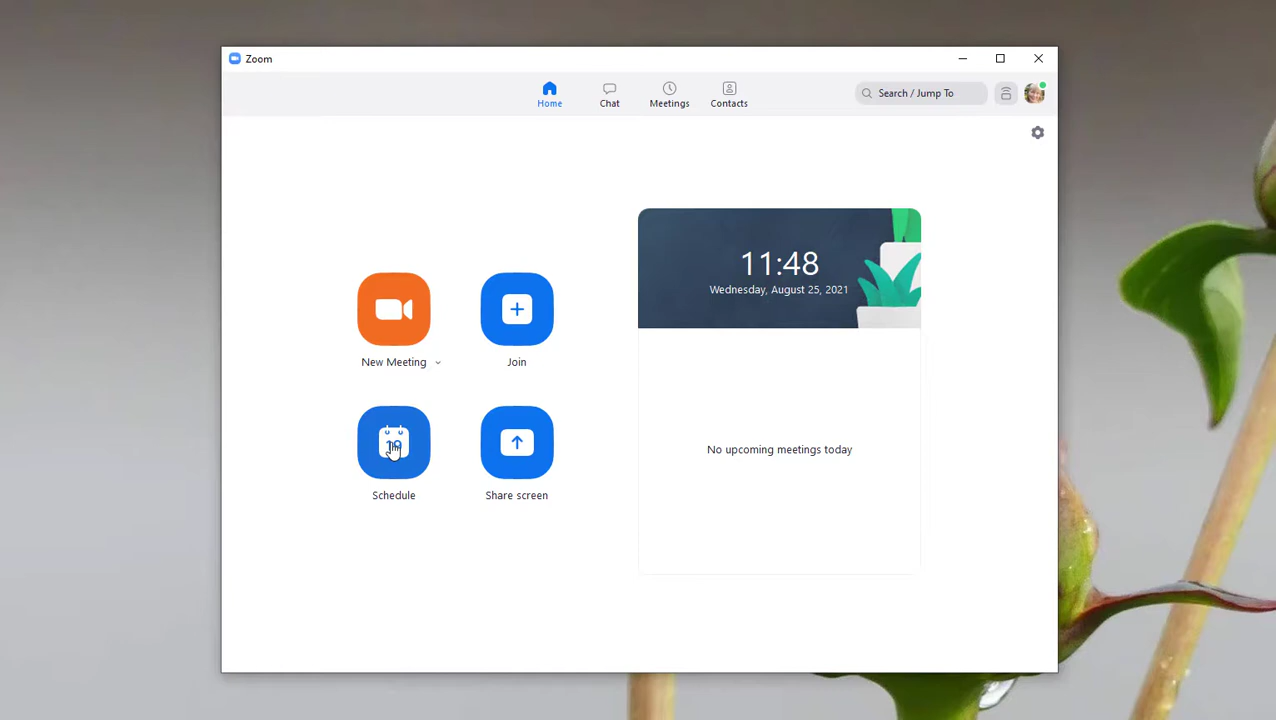 Zoom
Home
Chat
Meetings
Contacts
Search / Jump To
11:48
Wednesday, August 25, 2021
New Meeting
Join
No upcoming meetings today
Schedule
Share screen